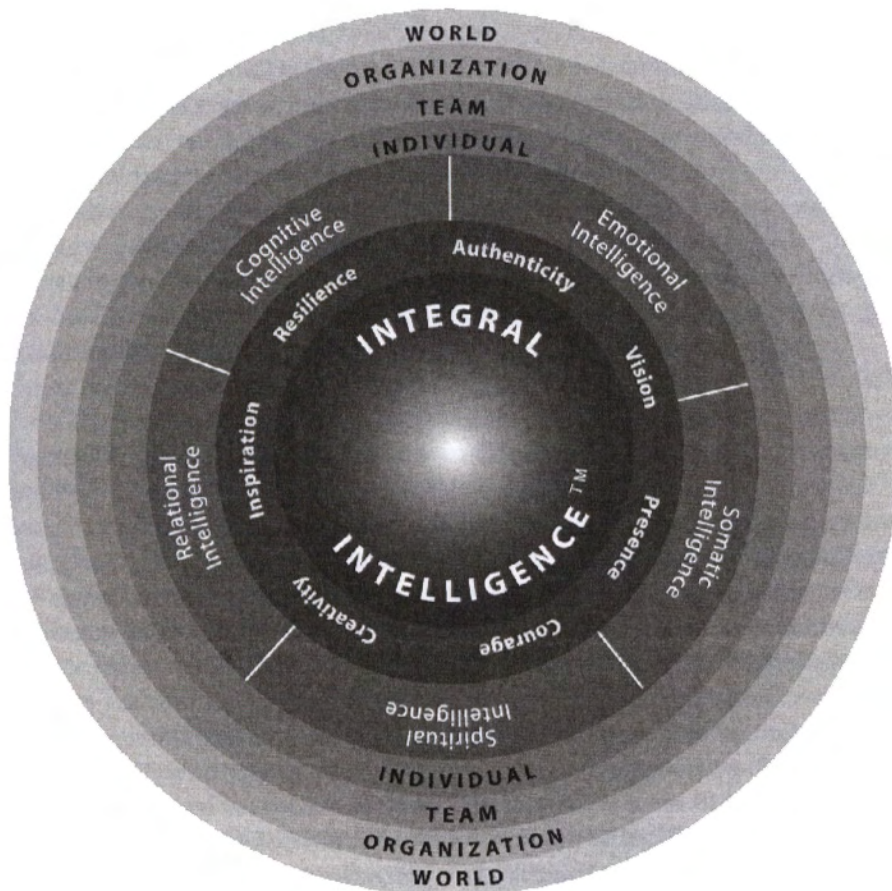 WORLD
ORGANIZATION
TEAM
INDIVIDUAL
Cognitive
Intelligence
Emotional
Intelligence
Resilience
Authenticity
INTEGRAL
Vision
Relational
Intelligence
Inspiration
Somatic
Intelligence
Presence
INTELLIGENCE™
Creativity
Courage
Spiritual
Intelligence
INDIVIDUAL
TEAM
ORGANIZATION
WORLD